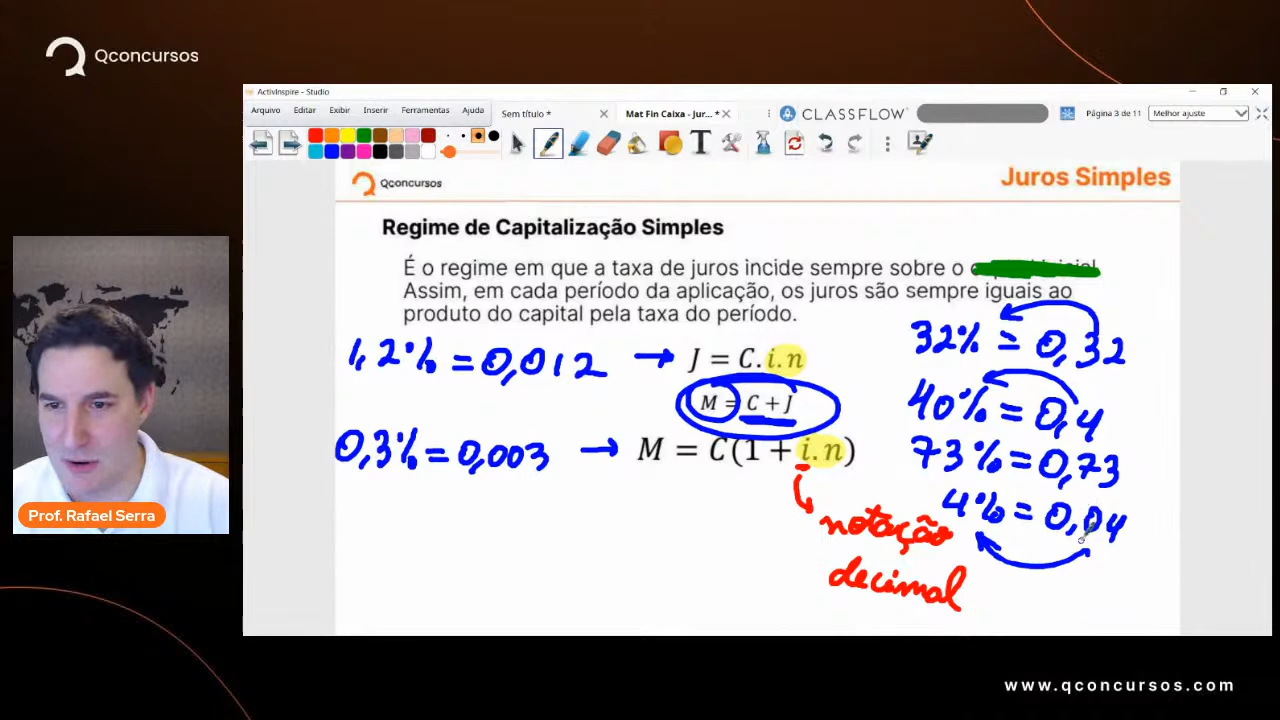 Qconcursos
ActivInspire - Studio
Arquivo Editar Exibir Inserir Ferramentas Ajuda
Sem título *
Mat Fin Caixa - Jur... *
CLASSFLOW
Página 3 de 11
Melhor ajuste
Qconcursos
Juros Simples
Regime de Capitalização Simples
É o regime em que a taxa de juros incide sempre sobre o
Assim, em cada período da aplicação, os juros são sempre iguais ao
produto do capital pela taxa do período.
1,2% = 0,012 → J = C.i.n
M = C + J
0,3% = 0,003 → M = C(1 + i.n)
notação
decimal
32% = 0,32
40% = 0,4
73% = 0,73
4% = 0,04
Prof. Rafael Serra
www.qconcursos.com